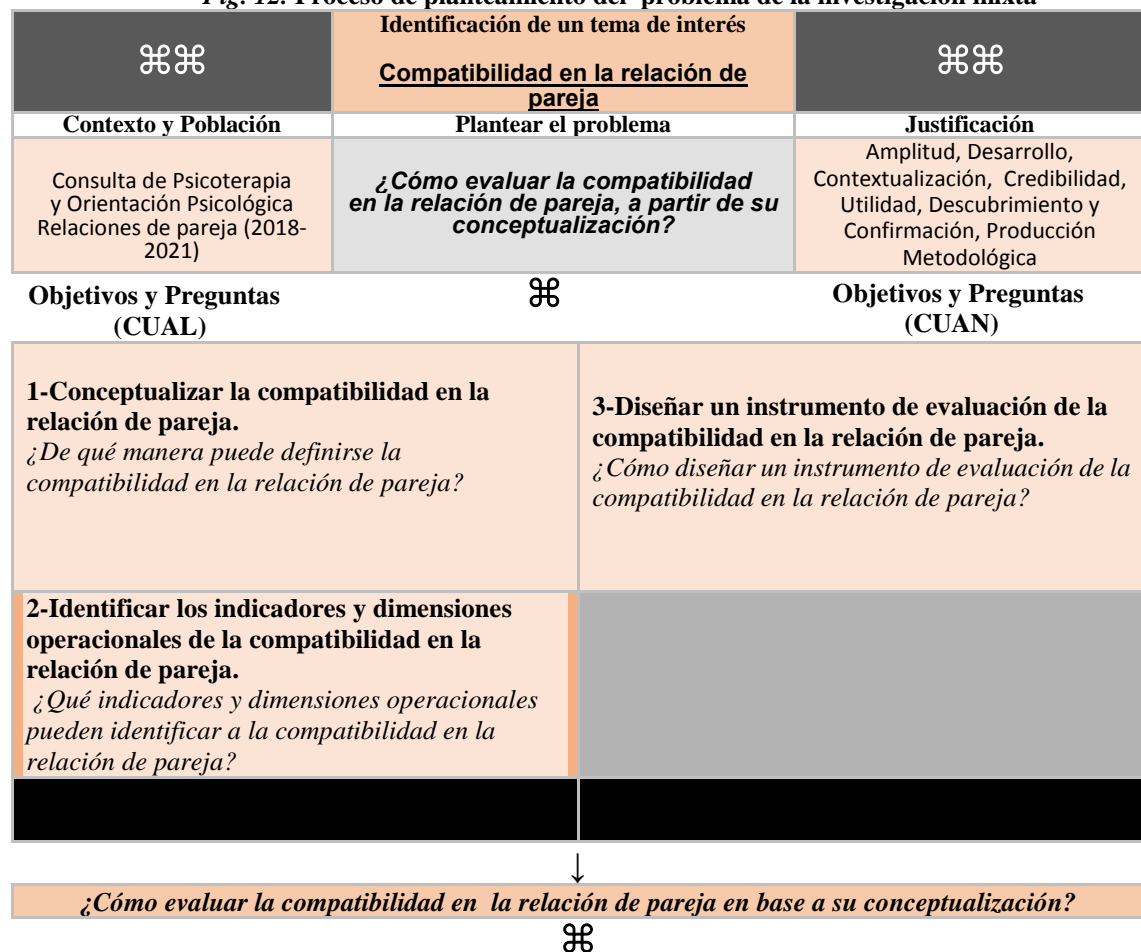 Fig. 12. Proceso de planteamiento del problema de la investigación mixta
⌘⌘
Identificación de un tema de interés
Compatibilidad en la relación de
pareja
⌘⌘
Contexto y Población
Plantear el problema
Justificación
Consulta de Psicoterapia
y Orientación Psicológica
Relaciones de pareja (2018-
2021)
¿Cómo evaluar la compatibilidad
en la relación de pareja, a partir de su
conceptualización?
Amplitud, Desarrollo,
Contextualización, Credibilidad,
Utilidad, Descubrimiento y
Confirmación, Producción
Metodológica
Objetivos y Preguntas
(CUAL)
⌘
Objetivos y Preguntas
(CUAN)
1-Conceptualizar la compatibilidad en la
relación de pareja.
¿De qué manera puede definirse la
compatibilidad en la relación de pareja?
3-Diseñar un instrumento de evaluación de la
compatibilidad en la relación de pareja.
¿Cómo diseñar un instrumento de evaluación de la
compatibilidad en la relación de pareja?
2-Identificar los indicadores y dimensiones
operacionales de la compatibilidad en la
relación de pareja.
¿Qué indicadores y dimensiones operacionales
pueden identificar a la compatibilidad en la
relación de pareja?
↓
¿Cómo evaluar la compatibilidad en la relación de pareja en base a su conceptualización?
⌘